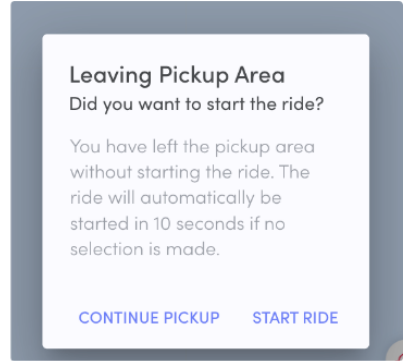 Leaving Pickup Area
Did you want to start the ride?
You have left the pickup area
without starting the ride. The
ride will automatically be
started in 10 seconds if no
selection is made.
CONTINUE PICKUP START RIDE